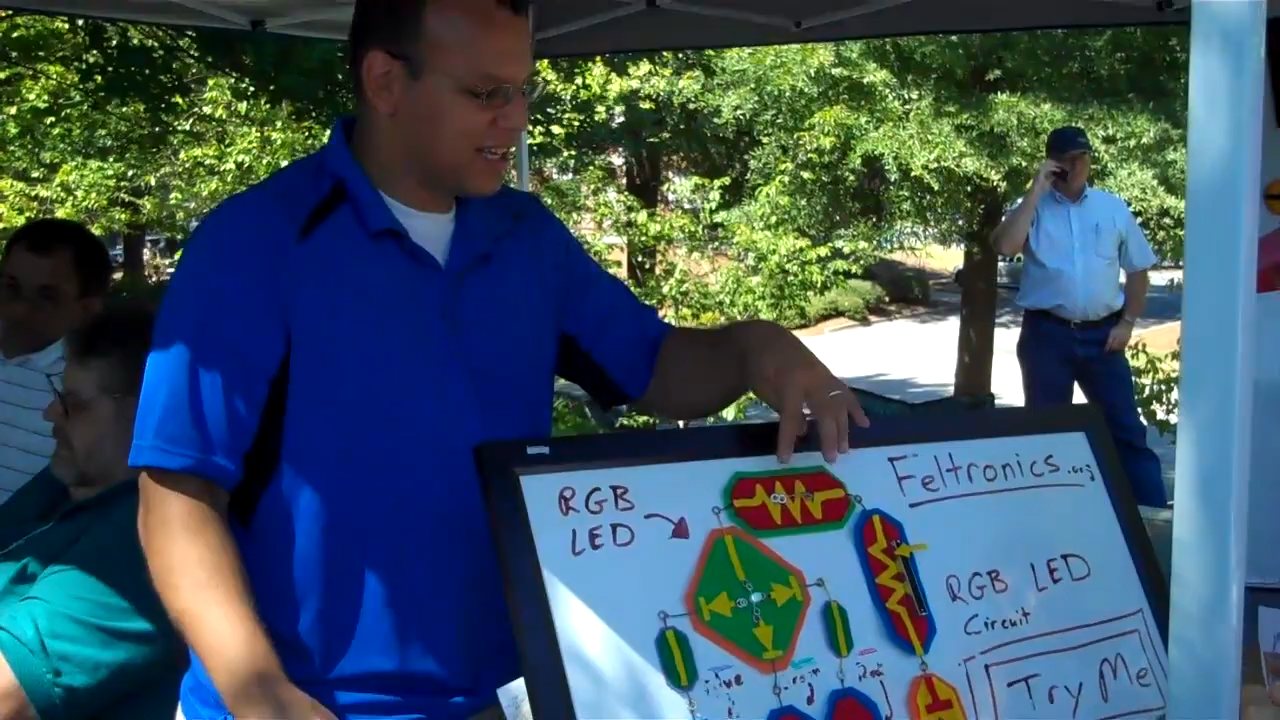 RGB
LED
Feltronics.org
RGB LED
Circuit
Try Me